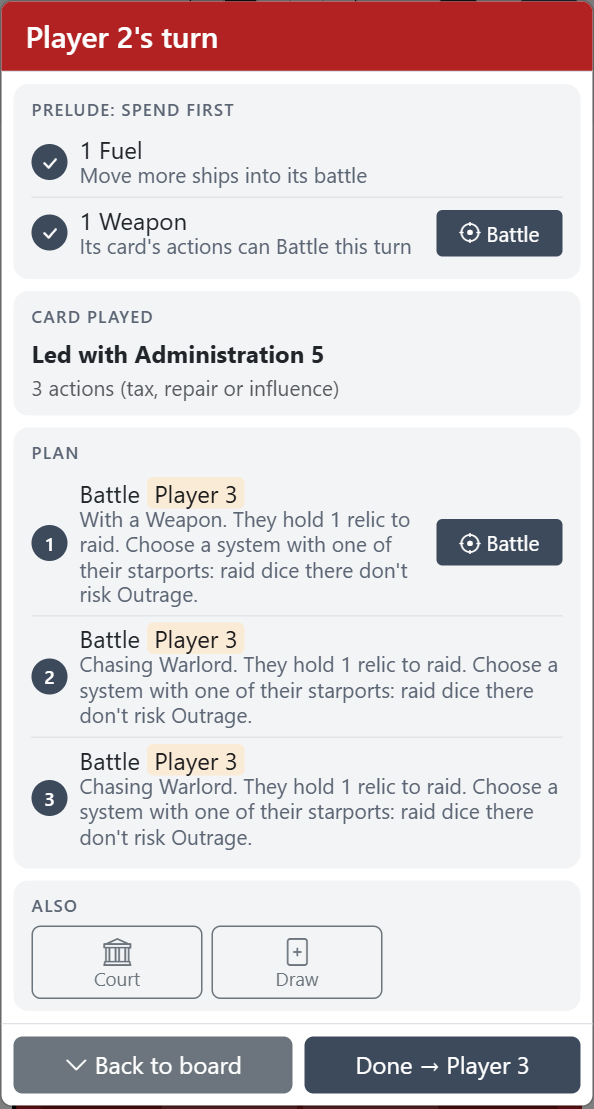 Player 2's turn
PRELUDE: SPEND FIRST
1 Fuel
Move more ships into its battle
1 Weapon
Its card's actions can Battle this turn
Battle
CARD PLAYED
Led with Administration 5
3 actions (tax, repair or influence)
PLAN
1
Battle Player 3
With a Weapon. They hold 1 relic to
raid. Choose a system with one of
their starports: raid dice there don't
risk Outrage.
Battle
2
Battle Player 3
Chasing Warlord. They hold 1 relic to raid. Choose a
system with one of their starports: raid dice there
don't risk Outrage.
3
Battle Player 3
Chasing Warlord. They hold 1 relic to raid. Choose a
system with one of their starports: raid dice there
don't risk Outrage.
ALSO
Court
Draw
Back to board
Done → Player 3